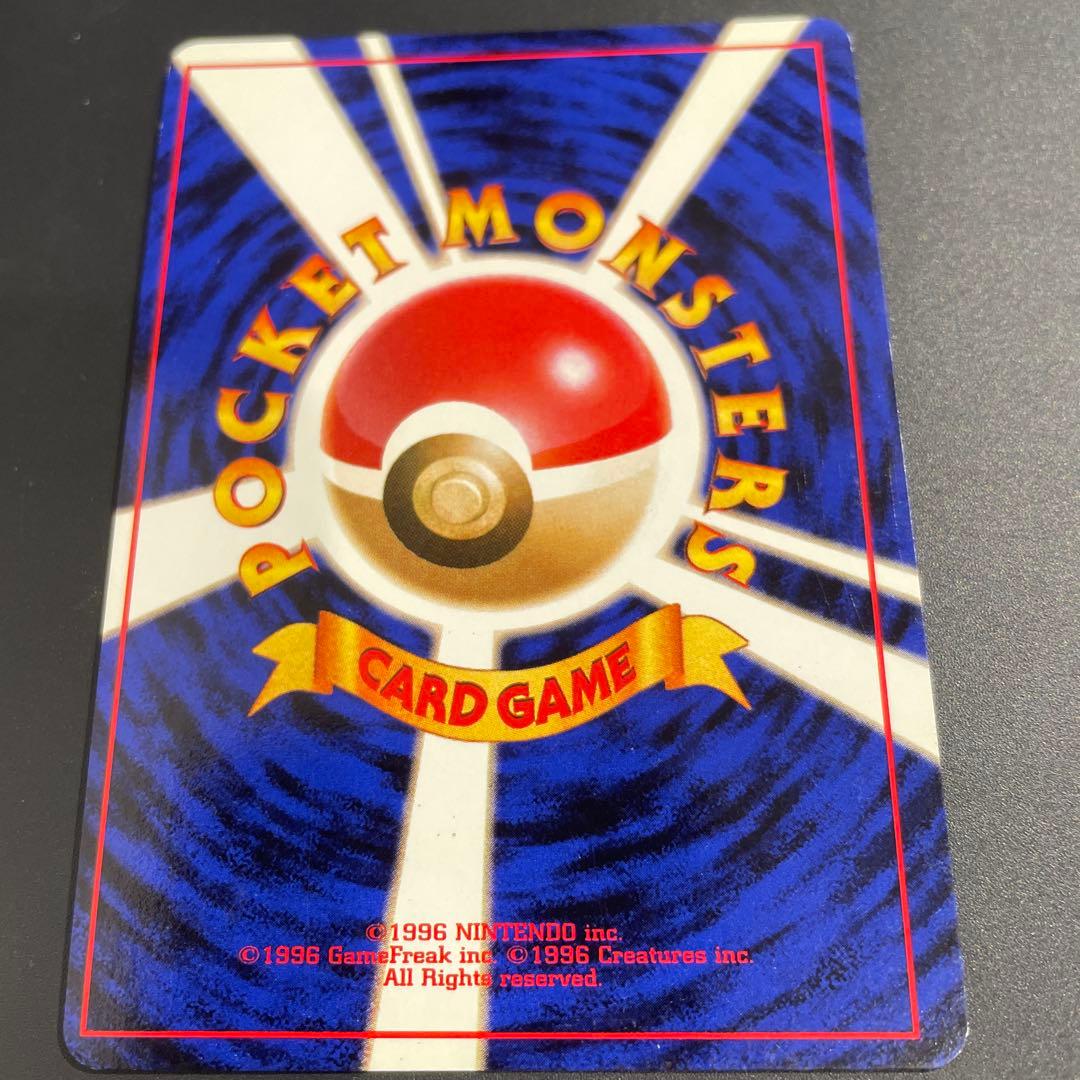 POCKET MONSTERS
CARD GAME
©1996 NINTENDO inc.
©1996 GameFreak inc. ©1996 Creatures inc.
All Rights reserved.